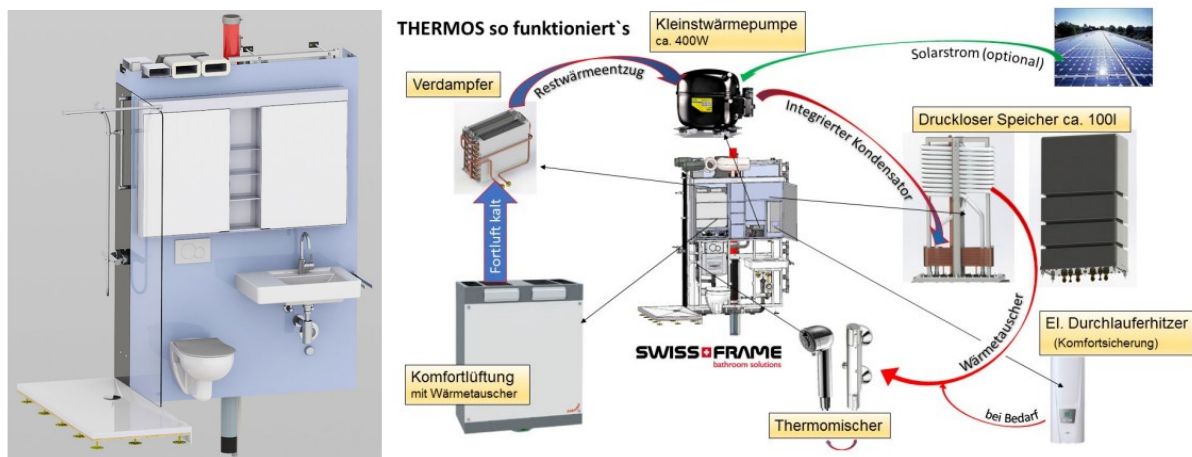 THERMOS so funktioniert`s
Kleinstwärmepumpe
ca. 400W
Solarstrom (optional)
Verdampfer
Restwärmeentzug
Integrierter Kondensator
Druckloser Speicher ca. 100l
Fortluft kalt
SWISS FRAME
bathroom solutions
Wärmetauscher
El. Durchlauferhitzer
(Komfortsicherung)
Komfortlüftung
mit Wärmetauscher
bei Bedarf
Thermomischer